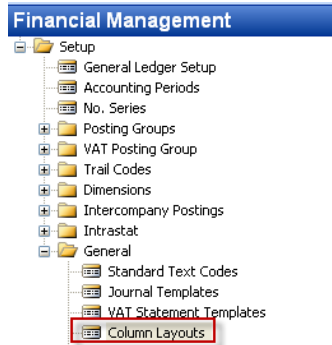 Financial Management
Setup
General Ledger Setup
Accounting Periods
No. Series
Posting Groups
VAT Posting Group
Trail Codes
Dimensions
Intercompany Postings
Intrastat
General
Standard Text Codes
Journal Templates
VAT Statement Templates
Column Layouts